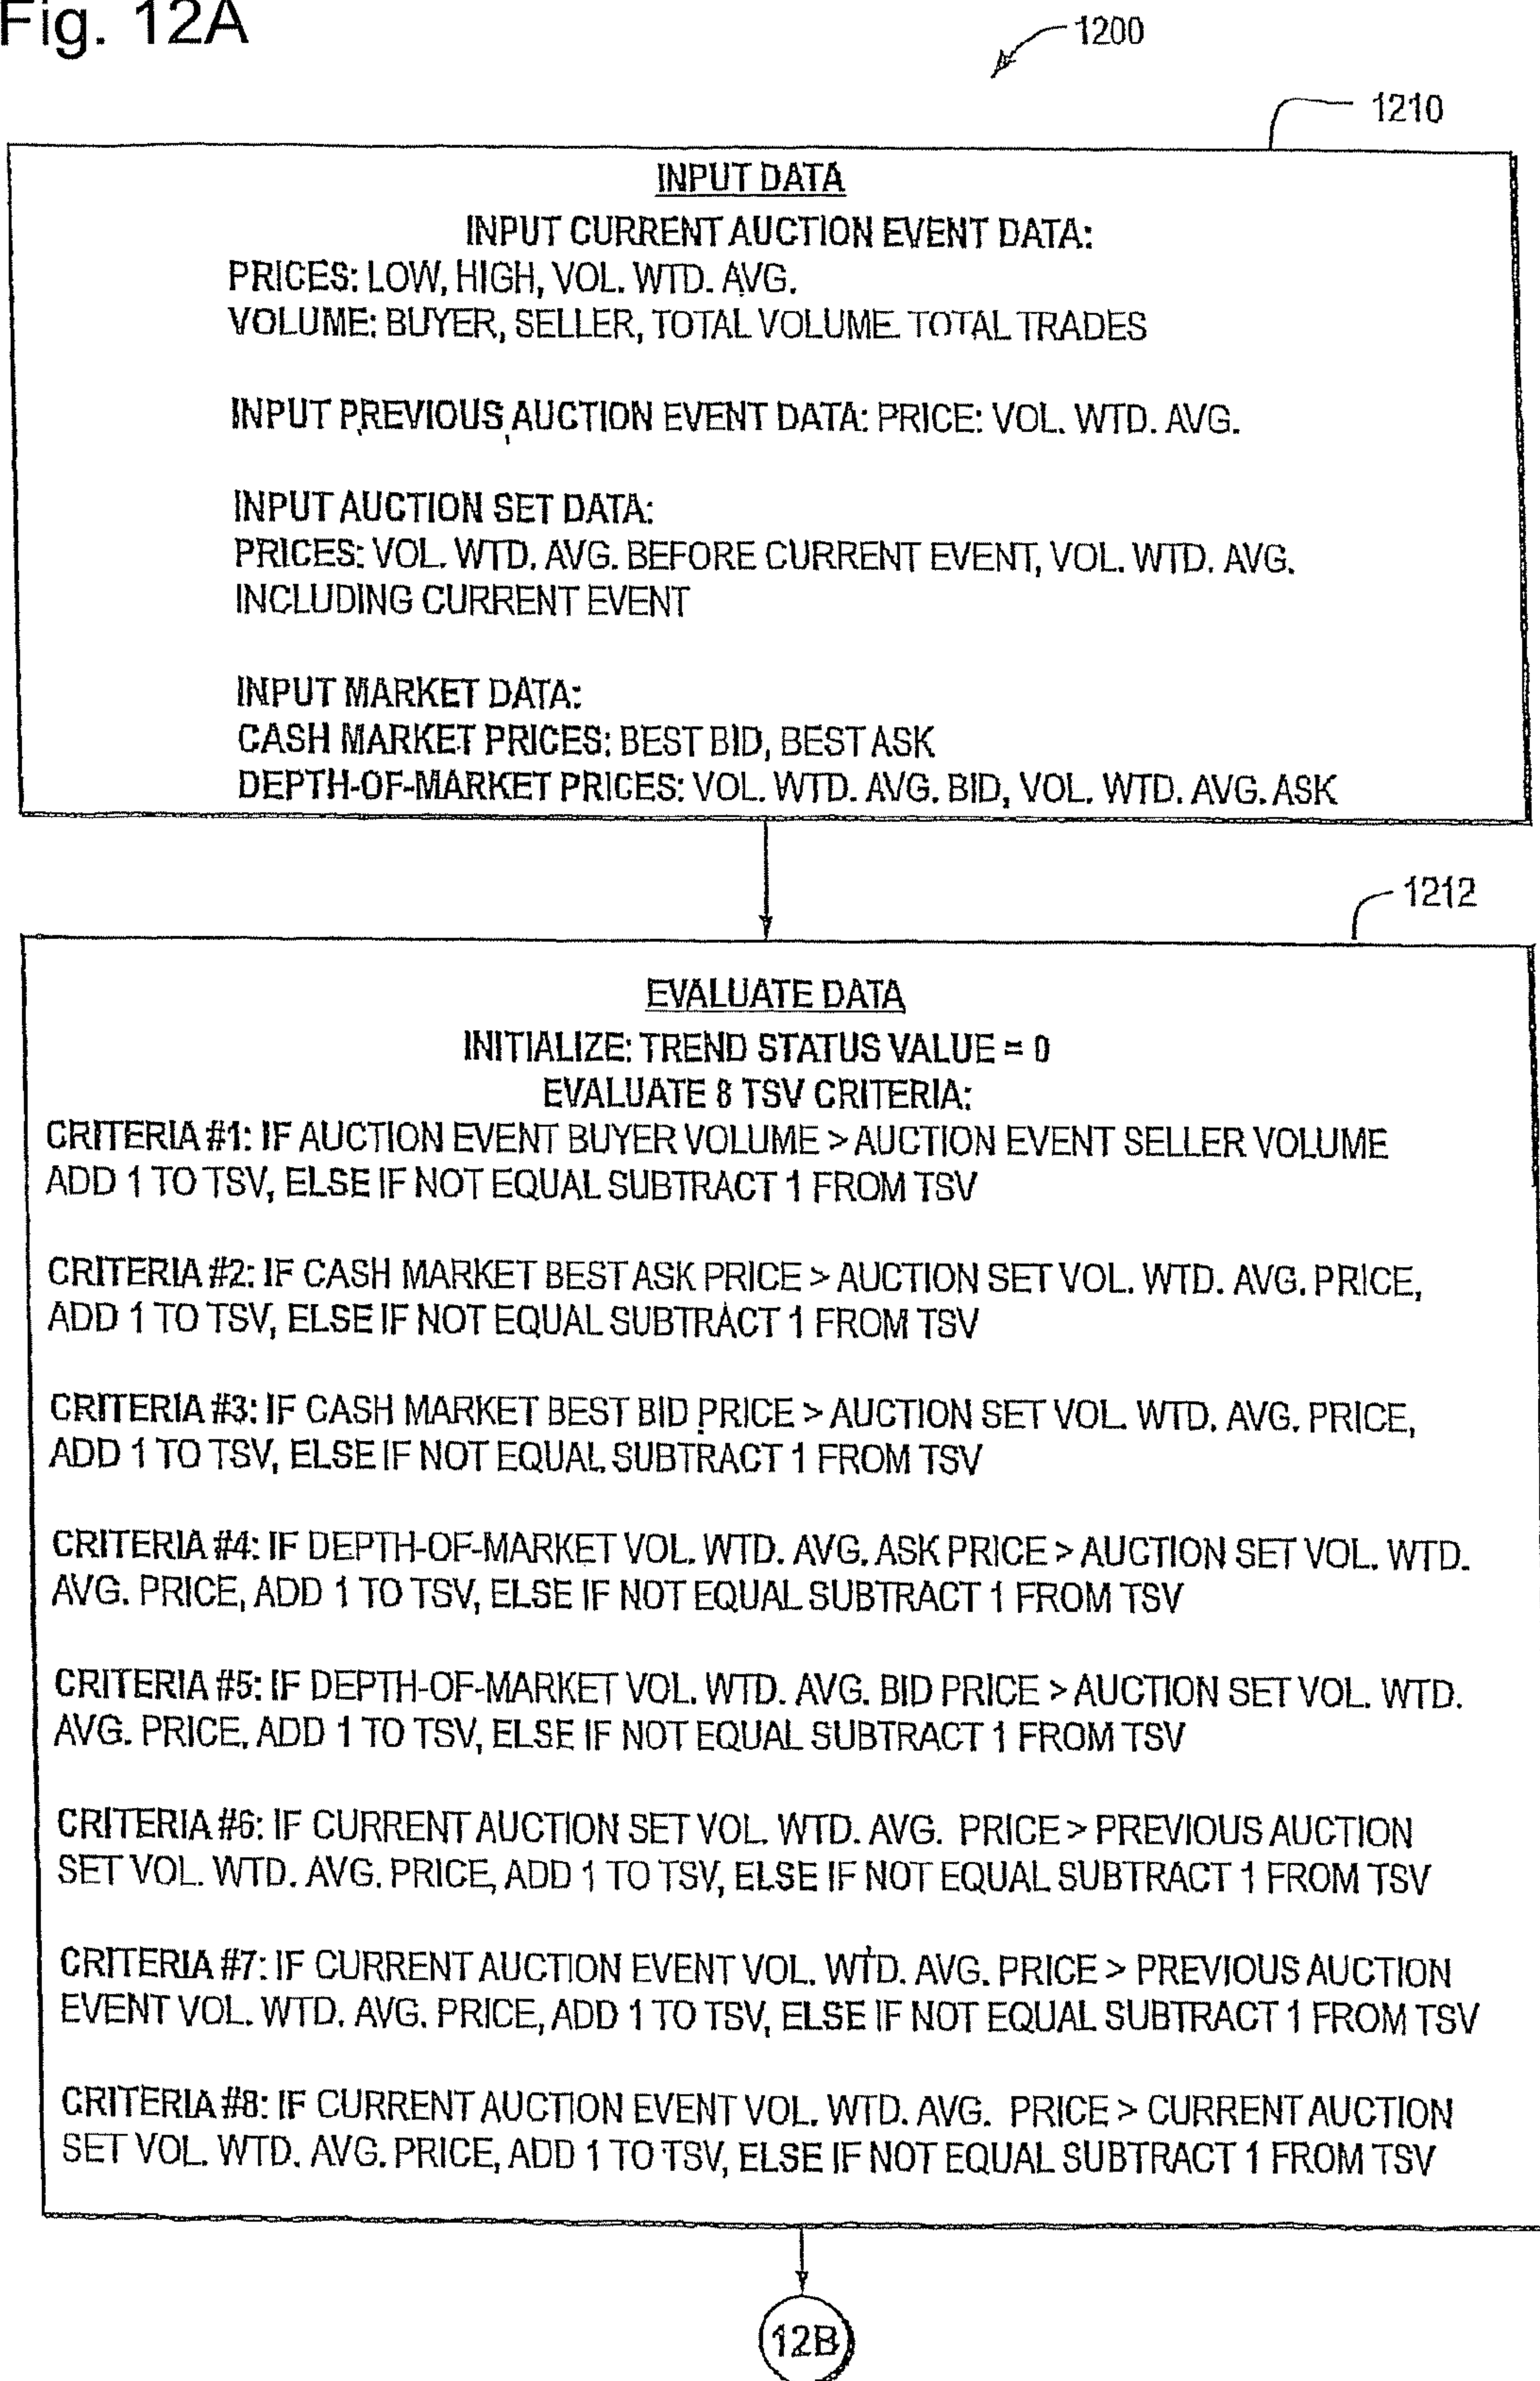 Fig. 12A
1200
1210
INPUT DATA
INPUT CURRENT AUCTION EVENT DATA:
PRICES: LOW, HIGH, VOL. WTD. AVG.
VOLUME: BUYER, SELLER, TOTAL VOLUME. TOTAL TRADES
INPUT PREVIOUS AUCTION EVENT DATA: PRICE: VOL. WTD. AVG.
INPUT AUCTION SET DATA:
PRICES: VOL. WTD. AVG. BEFORE CURRENT EVENT, VOL. WTD. AVG.
INCLUDING CURRENT EVENT
INPUT MARKET DATA:
CASH MARKET PRICES: BEST BID, BEST ASK
DEPTH-OF-MARKET PRICES: VOL. WTD. AVG. BID, VOL. WTD. AVG. ASK
1212
EVALUATE DATA
INITIALIZE: TREND STATUS VALUE = 0
EVALUATE 8 TSV CRITERIA:
CRITERIA #1: IF AUCTION EVENT BUYER VOLUME > AUCTION EVENT SELLER VOLUME
ADD 1 TO TSV, ELSE IF NOT EQUAL SUBTRACT 1 FROM TSV
CRITERIA #2: IF CASH MARKET BEST ASK PRICE > AUCTION SET VOL. WTD. AVG. PRICE,
ADD 1 TO TSV, ELSE IF NOT EQUAL SUBTRACT 1 FROM TSV
CRITERIA #3: IF CASH MARKET BEST BID PRICE > AUCTION SET VOL. WTD. AVG. PRICE,
ADD 1 TO TSV, ELSE IF NOT EQUAL SUBTRACT 1 FROM TSV
CRITERIA #4: IF DEPTH-OF-MARKET VOL. WTD. AVG. ASK PRICE > AUCTION SET VOL. WTD.
AVG. PRICE, ADD 1 TO TSV, ELSE IF NOT EQUAL SUBTRACT 1 FROM TSV
CRITERIA #5: IF DEPTH-OF-MARKET VOL. WTD. AVG. BID PRICE > AUCTION SET VOL. WTD.
AVG. PRICE, ADD 1 TO TSV, ELSE IF NOT EQUAL SUBTRACT 1 FROM TSV
CRITERIA #6: IF CURRENT AUCTION SET VOL. WTD. AVG. PRICE > PREVIOUS AUCTION
SET VOL. WTD. AVG. PRICE, ADD 1 TO TSV, ELSE IF NOT EQUAL SUBTRACT 1 FROM TSV
CRITERIA #7: IF CURRENT AUCTION EVENT VOL. WTD. AVG. PRICE > PREVIOUS AUCTION
EVENT VOL. WTD. AVG. PRICE, ADD 1 TO TSV, ELSE IF NOT EQUAL SUBTRACT 1 FROM TSV
CRITERIA #8: IF CURRENT AUCTION EVENT VOL. WTD. AVG. PRICE > CURRENT AUCTION
SET VOL. WTD. AVG. PRICE, ADD 1 TO TSV, ELSE IF NOT EQUAL SUBTRACT 1 FROM TSV
12B